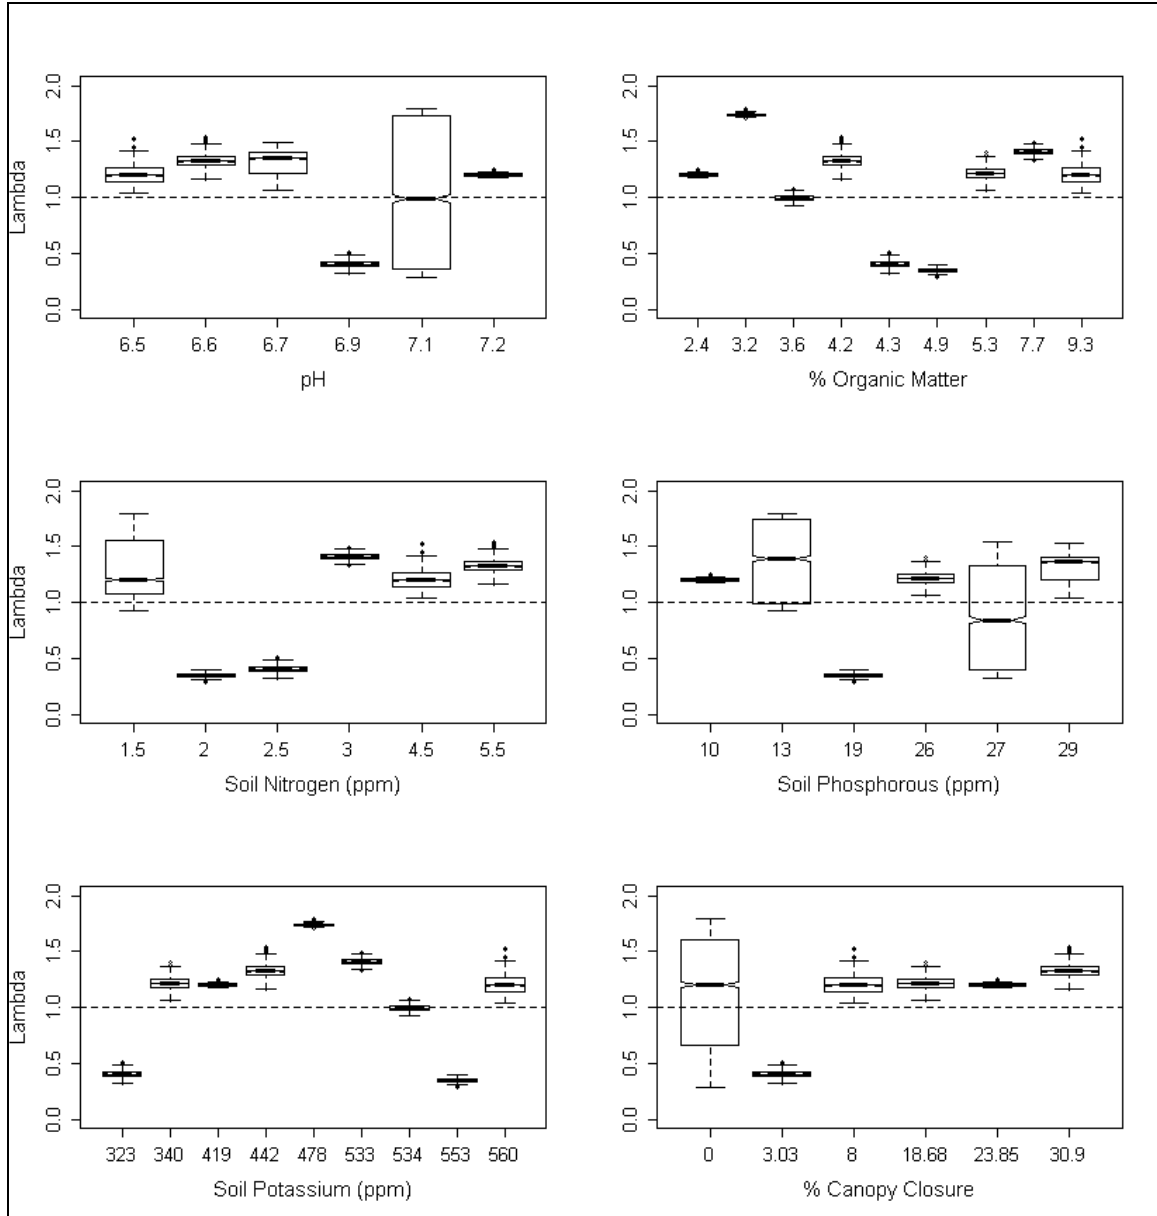 2.0
1.5
1.0
0.5
0.0
Lambda
6.5 6.6 6.7 6.9 7.1 7.2
pH
2.0
1.5
1.0
0.5
0.0
2.4 3.2 3.6 4.2 4.3 4.9 5.3 7.7 9.3
% Organic Matter
2.0
1.5
1.0
0.5
0.0
Lambda
1.5 2 2.5 3 4.5 5.5
Soil Nitrogen (ppm)
2.0
1.5
1.0
0.5
0.0
10 13 19 26 27 29
Soil Phosphorous (ppm)
2.0
1.5
1.0
0.5
0.0
Lambda
323 340 419 442 478 533 534 553 560
Soil Potassium (ppm)
2.0
1.5
1.0
0.5
0.0
0 3.03 8 18.68 23.85 30.9
% Canopy Closure